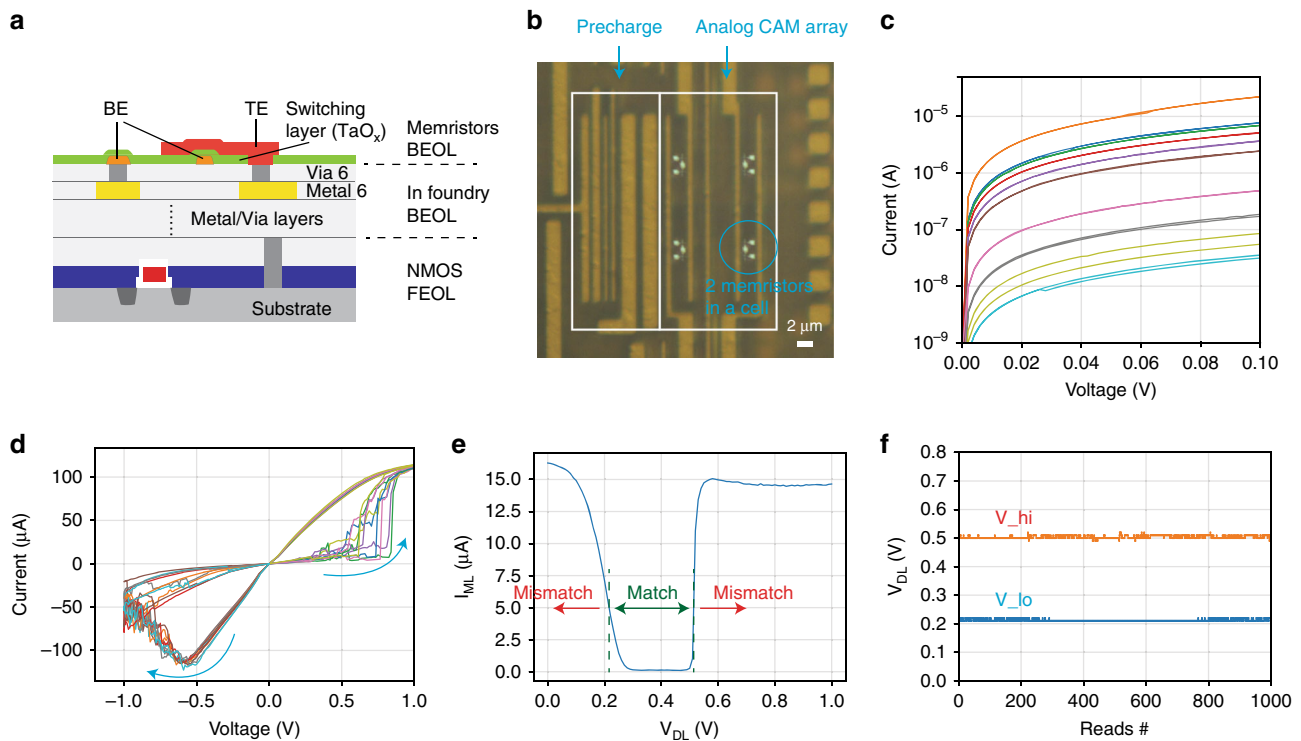 a
BE
TE
Switching
layer (TaOx)
Memristors
BEOL
Via 6
Metal 6
In foundry
BEOL
Metal/Via layers
NMOS
FEOL
Substrate
b
Precharge
Analog CAM array
2 memristors
in a cell
2 μm
c
Current (A)
10⁻⁵
10⁻⁶
10⁻⁷
10⁻⁸
10⁻⁹
0.00 0.02 0.04 0.06 0.08 0.10
Voltage (V)
d
Current (μA)
100
50
0
−50
−100
−1.0 −0.5 0.0 0.5 1.0
Voltage (V)
e
I_ML (μA)
15.0
12.5
10.0
7.5
5.0
2.5
0.0
Mismatch Match Mismatch
0.0 0.2 0.4 0.6 0.8 1.0
V_DL (V)
f
V_DL (V)
0.8
0.7
0.6
0.5
0.4
0.3
0.2
0.1
0.0
V_hi
V_lo
0 200 400 600 800 1000
Reads #